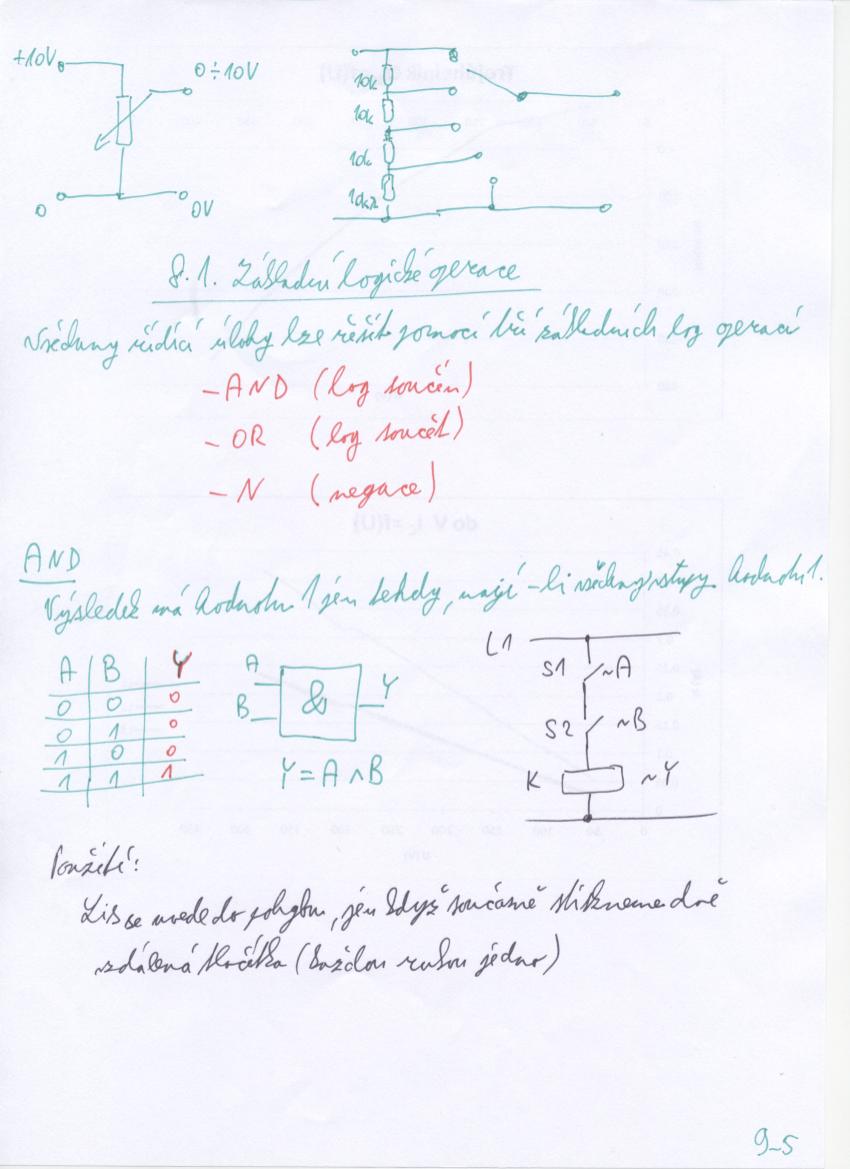 +10V
0÷10V
0
0V
10k
10k
10k
10k
8.1. Základní logické operace
Všechny řídící úlohy lze řešit pomocí tří základních log operací
- AND (log součin)
- OR (log součet)
- N (negace)
AND
Výsledek má hodnotu 1 jen tehdy, mají-li všechny vstupy hodnotu 1.
A B Y
0 0 0
0 1 0
1 0 0
1 1 1
A
B
&
Y
Y = A ∧ B
L1
S1 ~A
S2 ~B
K ~Y
Použití:
Lis se uvede do pohybu, jen když současně stiskneme dvě
vzdálená tlačítka (každou rukou jedno)
9-5